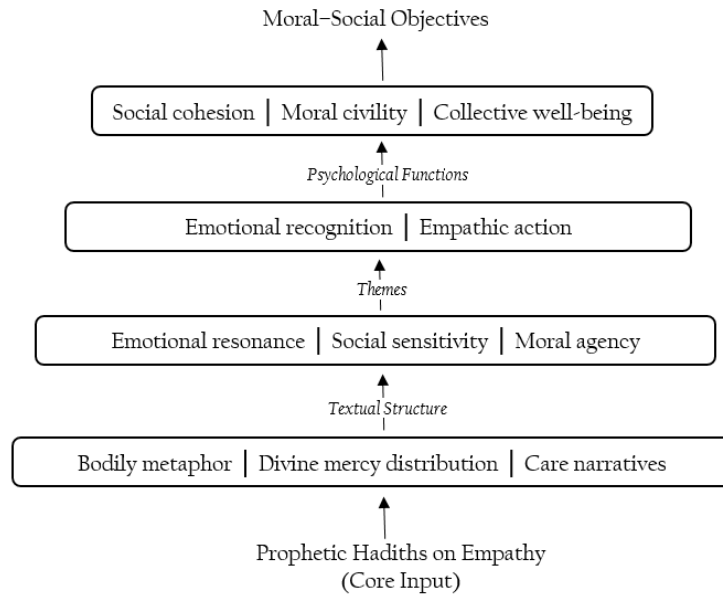 Moral–Social Objectives
Social cohesion | Moral civility | Collective well-being
Psychological Functions
Emotional recognition | Empathic action
Themes
Emotional resonance | Social sensitivity | Moral agency
Textual Structure
Bodily metaphor | Divine mercy distribution | Care narratives
Prophetic Hadiths on Empathy
(Core Input)